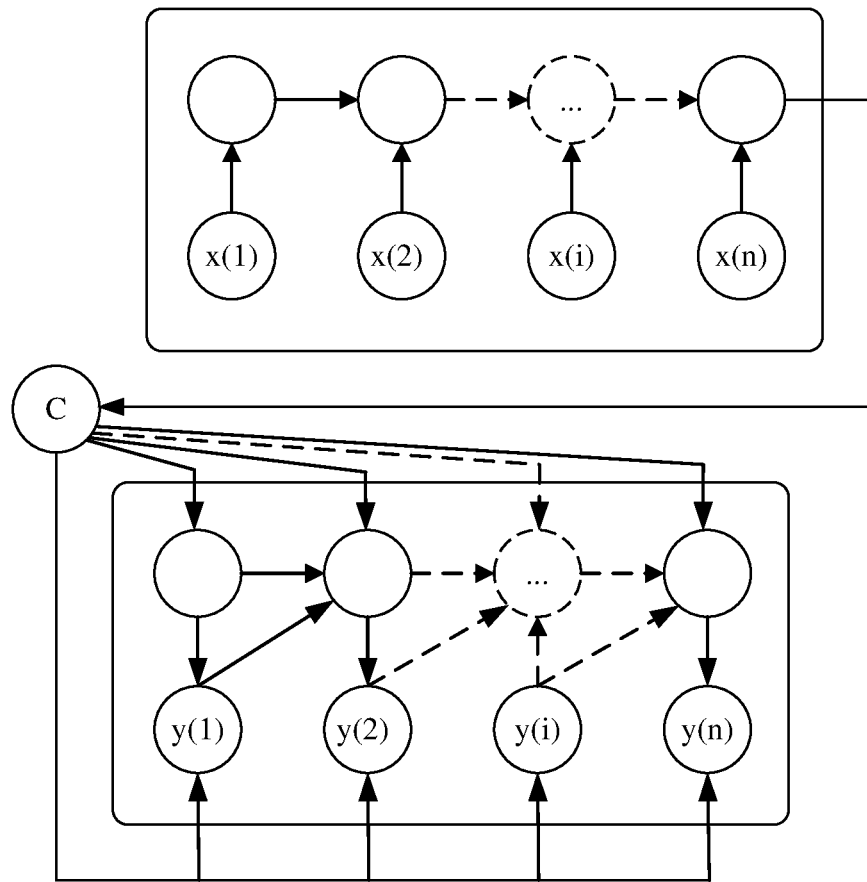 ...
x(1) x(2) x(i) x(n)
C
...
y(1) y(2) y(i) y(n)